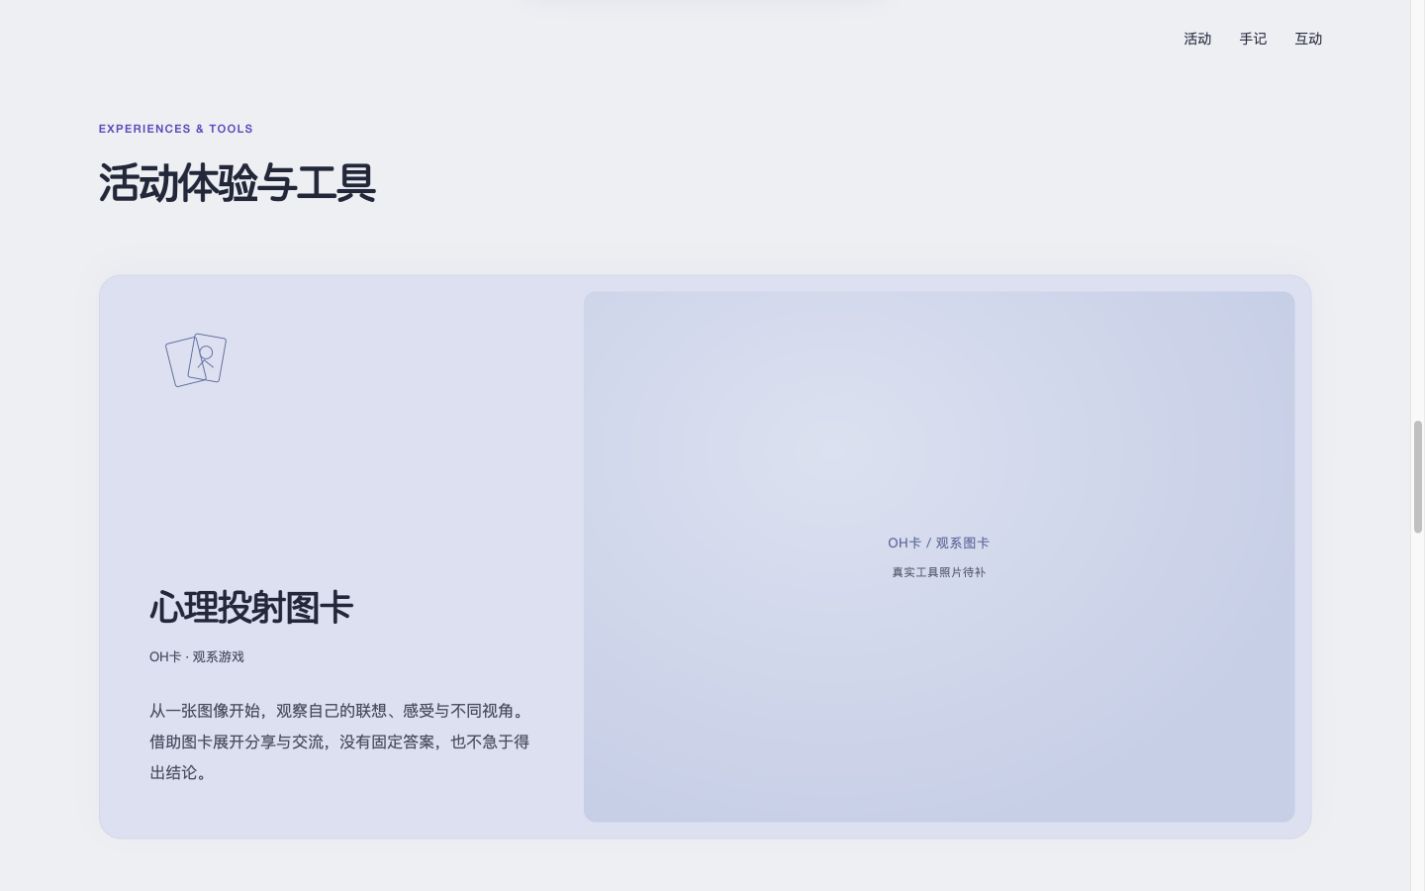 活动 手记 互动
EXPERIENCES & TOOLS
活动体验与工具
心理投射图卡
OH卡 · 观系游戏
从一张图像开始，观察自己的联想、感受与不同视角。
借助图卡展开分享与交流，没有固定答案，也不急于得
出结论。
OH卡 / 观系图卡
真实工具照片待补